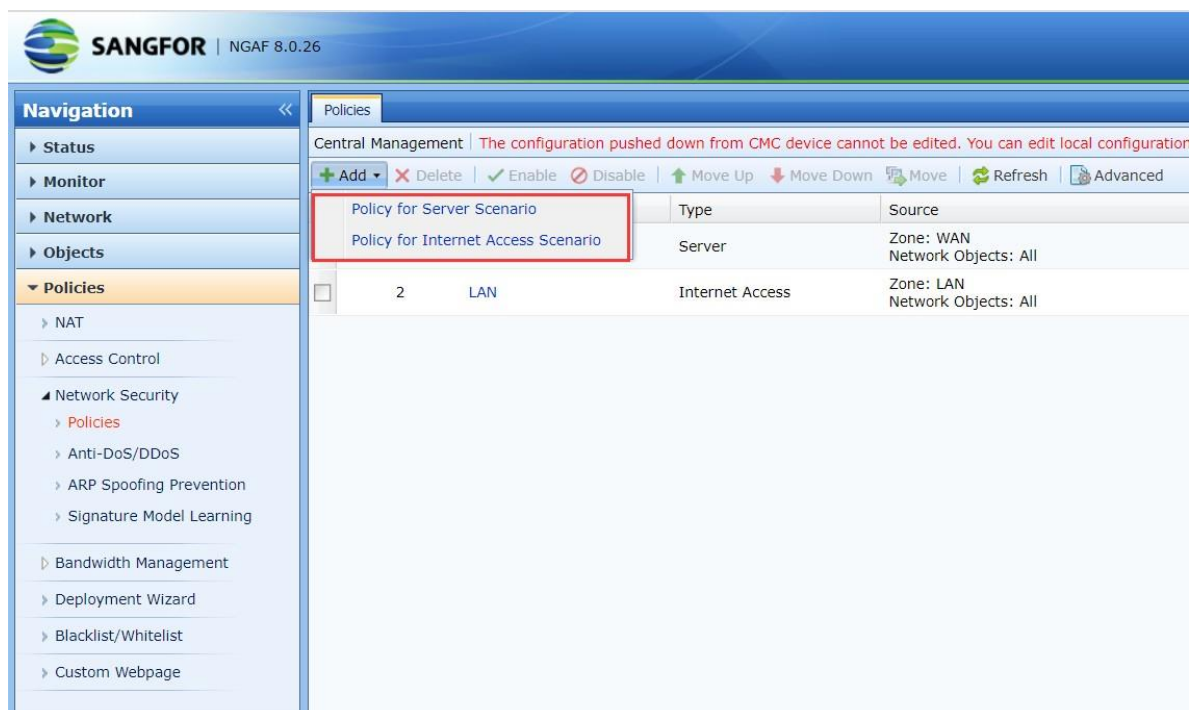 SANGFOR | NGAF 8.0.26
Navigation
Status
Monitor
Network
Objects
Policies
NAT
Access Control
Network Security
Policies
Anti-DoS/DDoS
ARP Spoofing Prevention
Signature Model Learning
Bandwidth Management
Deployment Wizard
Blacklist/Whitelist
Custom Webpage
Policies
Central Management | The configuration pushed down from CMC device cannot be edited. You can edit local configuration
Add Delete | Enable Disable | Move Up Move Down Move | Refresh | Advanced
Policy for Server Scenario
Policy for Internet Access Scenario
Type Source
Server Zone: WAN
Network Objects: All
2 LAN Internet Access Zone: LAN
Network Objects: All